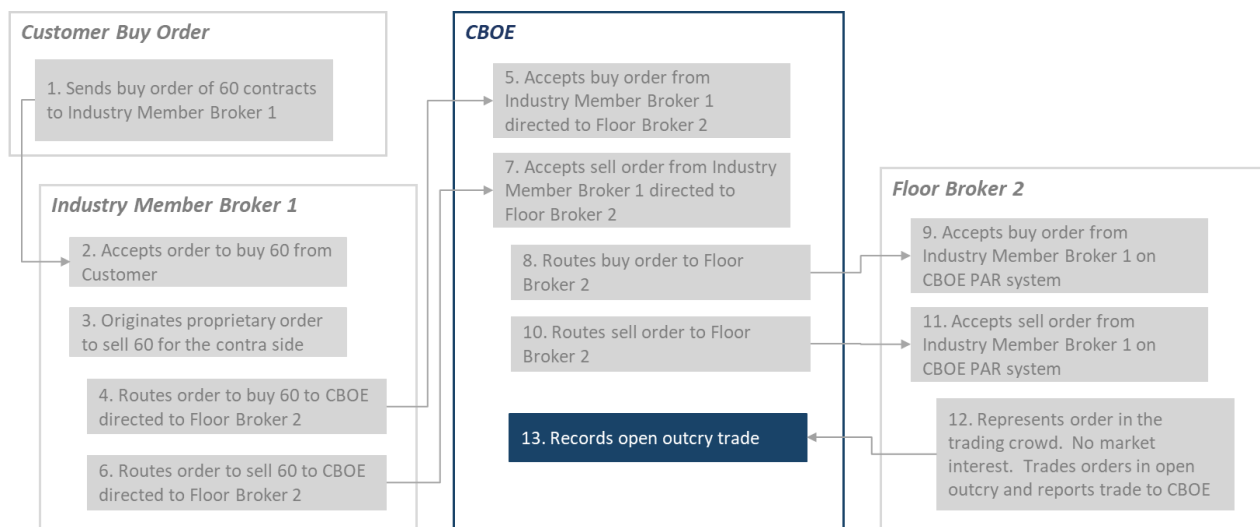 Customer Buy Order
1. Sends buy order of 60 contracts
to Industry Member Broker 1
Industry Member Broker 1
2. Accepts order to buy 60 from
Customer
3. Originates proprietary order
to sell 60 for the contra side
4. Routes order to buy 60 to CBOE
directed to Floor Broker 2
6. Routes order to sell 60 to CBOE
directed to Floor Broker 2
CBOE
5. Accepts buy order from
Industry Member Broker 1
directed to Floor Broker 2
7. Accepts sell order from Industry
Member Broker 1 directed to
Floor Broker 2
8. Routes buy order to Floor
Broker 2
10. Routes sell order to Floor
Broker 2
13. Records open outcry trade
Floor Broker 2
9. Accepts buy order from
Industry Member Broker 1 on
CBOE PAR system
11. Accepts sell order from
Industry Member Broker 1 on
CBOE PAR system
12. Represents order in the
trading crowd. No market
interest. Trades orders in open
outcry and reports trade to CBOE